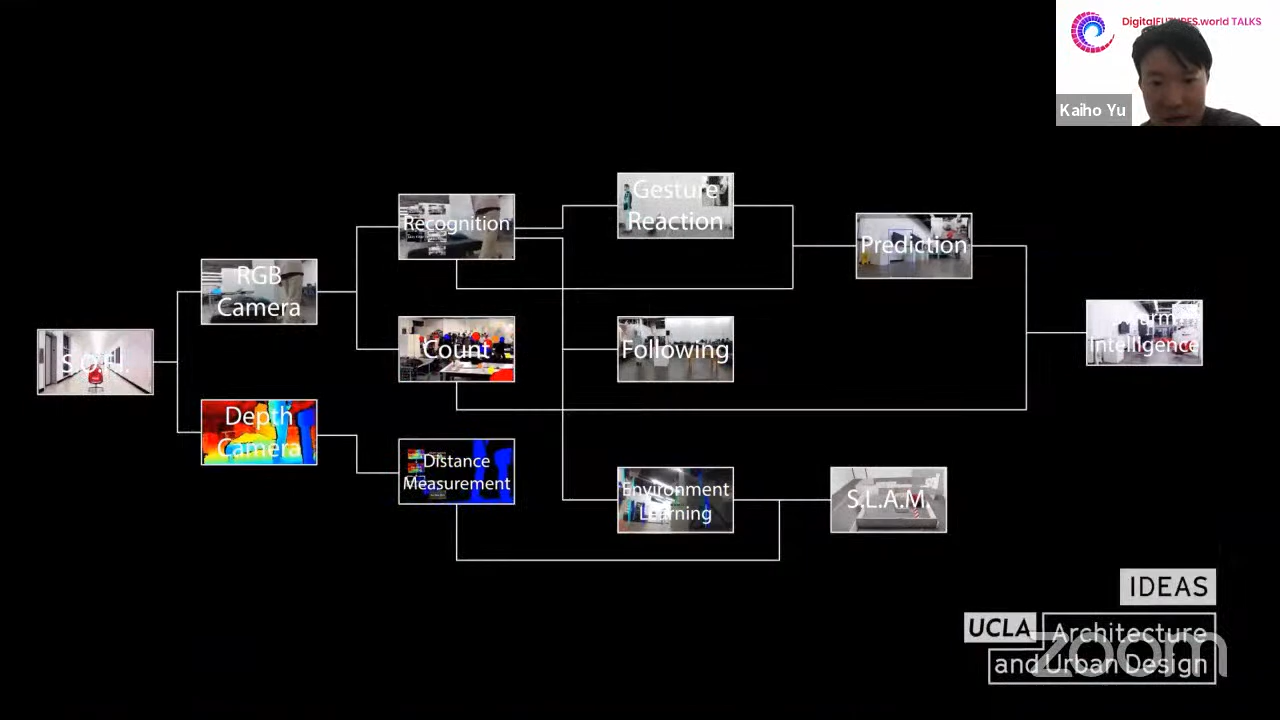 DigitalFUTURES.world TALKS
Kaiho Yu
Gesture
Reaction
Recognition
Prediction
RGB
Camera
Count
Following
Intelligence
Depth
Camera
Distance
Measurement
Environment
Learning
S.L.A.M.
IDEAS
UCLA
Architecture
and Urban Design
zoom